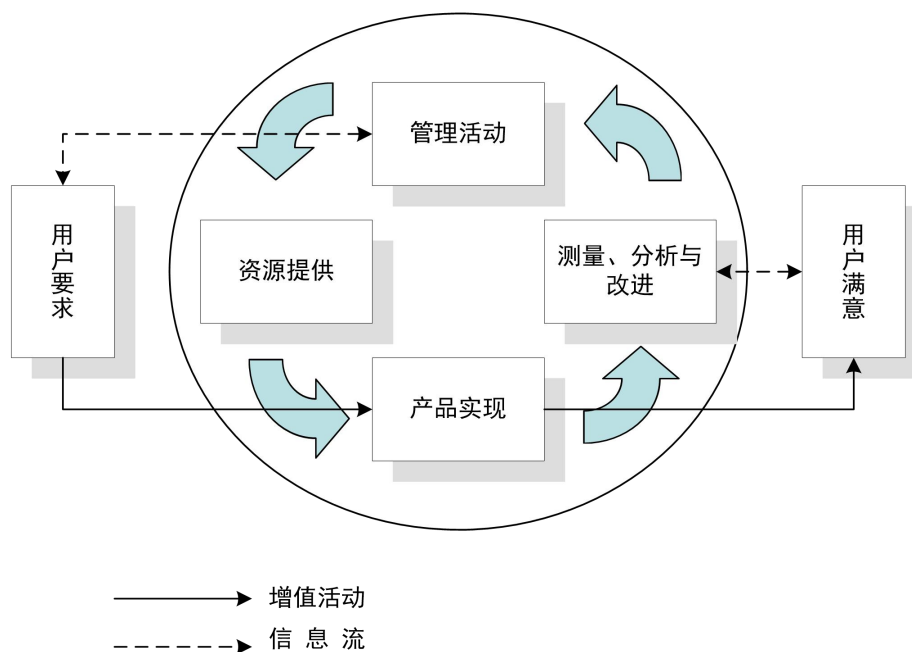 管理活动
用户要求
资源提供
测量、分析与
改进
用户满意
产品实现
增值活动
信 息 流